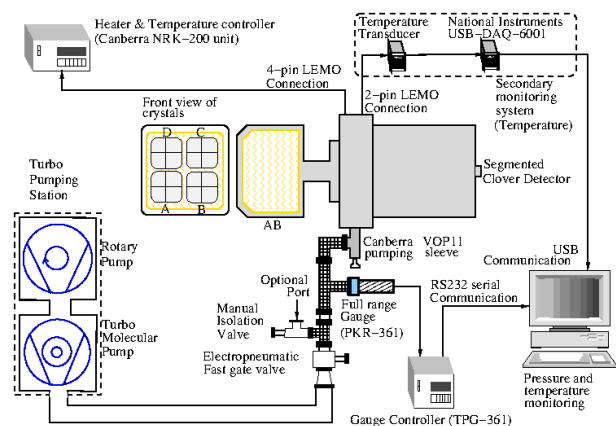 Heater & Temperature controller
(Canberra NRK-200 unit)
Temperature
Transducer
National Instruments
USB-DAQ-6001
4-pin LEMO
Connection
2-pin LEMO
Connection
Secondary
monitoring
system
(Temperature)
Front view of
crystals
D C
A B
AB
Segmented
Clover Detector
Turbo
Pumping
Station
Rotary
Pump
Turbo
Molecular
Pump
Canberra VOP11
pumping sleeve
USB
Communication
Optional
Port
Manual
Isolation
Valve
Full range
Gauge
(PKR-361)
RS232 serial
Communication
Electropneumatic
Fast gate valve
Gauge Controller (TPG-361)
Pressure and
temperature
monitoring